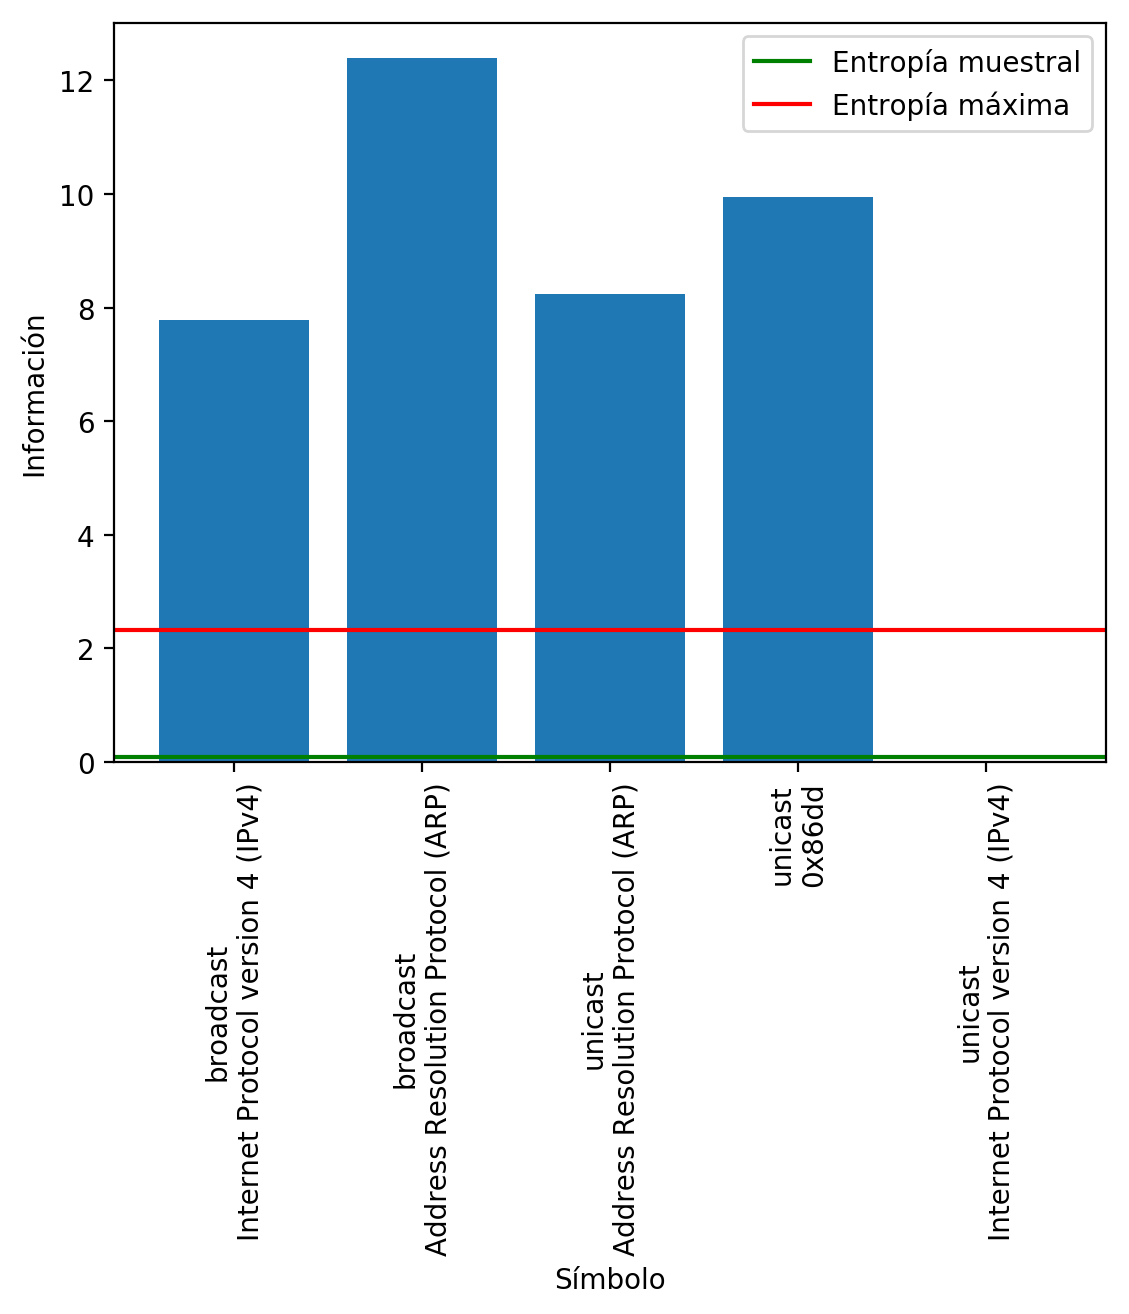 Entropía muestral
Entropía máxima
Información
12
10
8
6
4
2
0
broadcast
Internet Protocol version 4 (IPv4)
broadcast
Address Resolution Protocol (ARP)
unicast
Address Resolution Protocol (ARP)
unicast
0x86dd
unicast
Internet Protocol version 4 (IPv4)
Símbolo